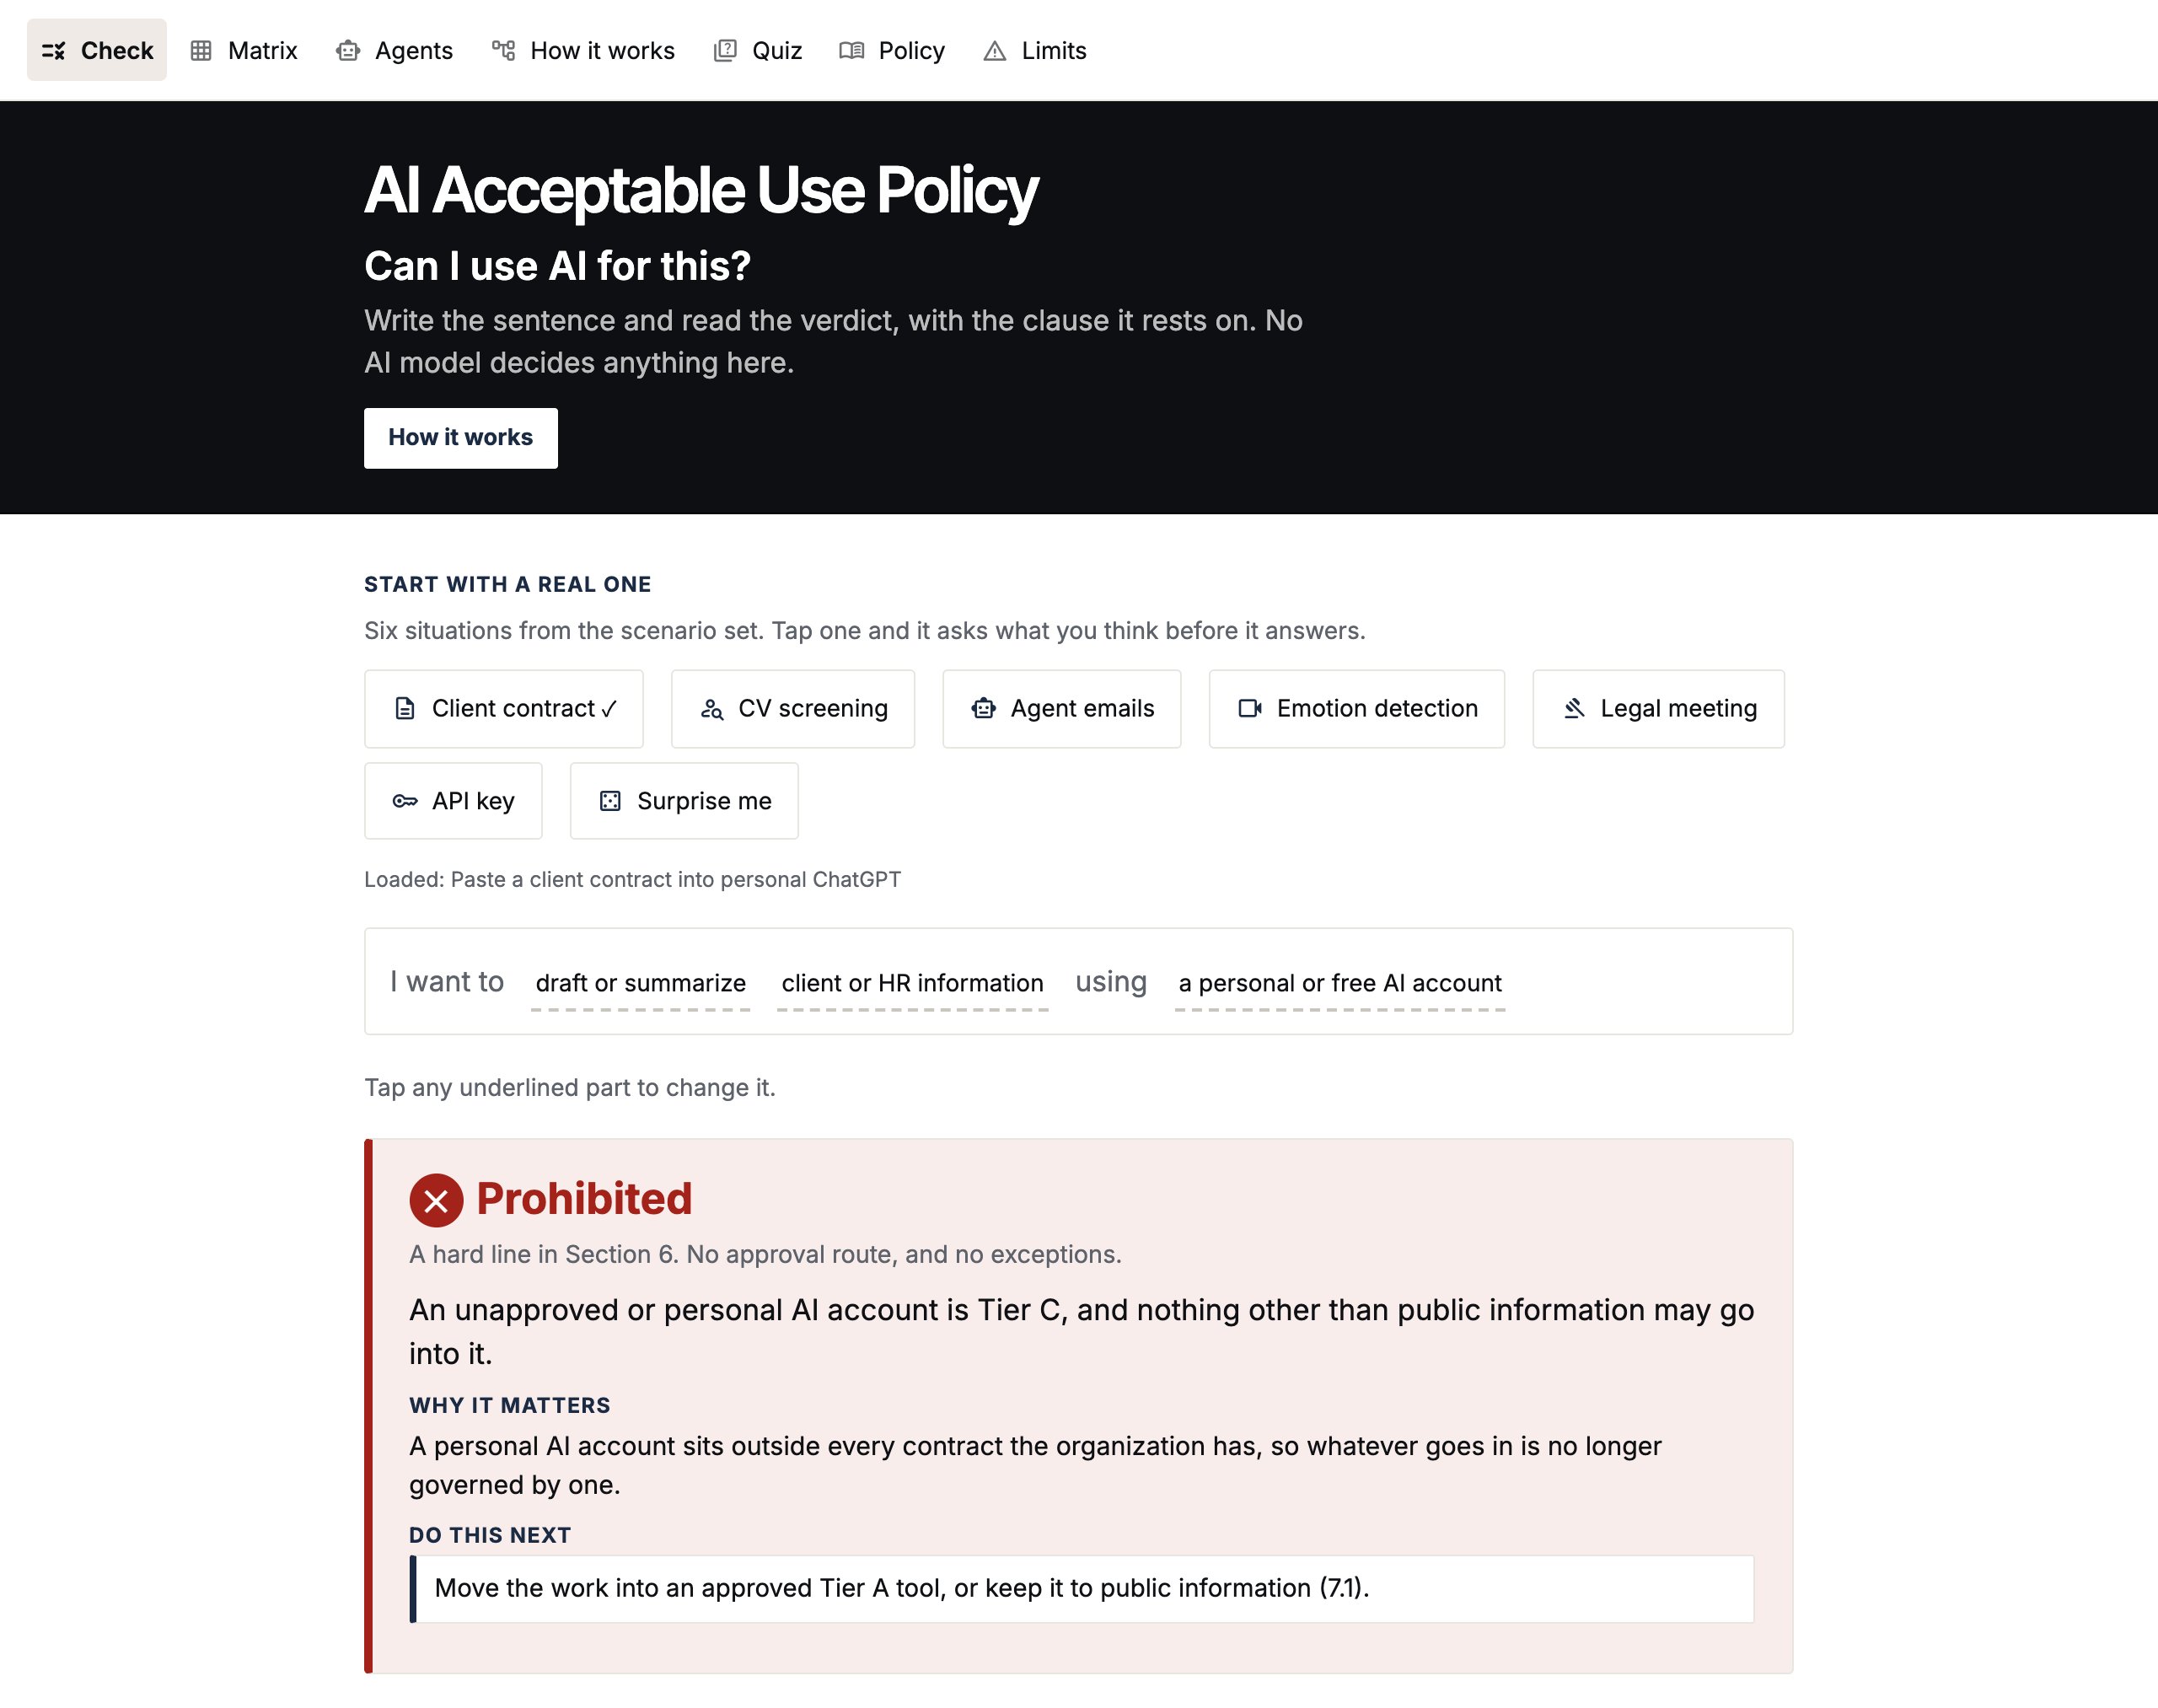 Check Matrix Agents How it works Quiz Policy Limits
AI Acceptable Use Policy
Can I use AI for this?
Write the sentence and read the verdict, with the clause it rests on. No
AI model decides anything here.
How it works
START WITH A REAL ONE
Six situations from the scenario set. Tap one and it asks what you think before it answers.
Client contract ✓ CV screening Agent emails Emotion detection Legal meeting
API key Surprise me
Loaded: Paste a client contract into personal ChatGPT
I want to draft or summarize client or HR information using a personal or free AI account
Tap any underlined part to change it.
Prohibited
A hard line in Section 6. No approval route, and no exceptions.
An unapproved or personal AI account is Tier C, and nothing other than public information may go
into it.
WHY IT MATTERS
A personal AI account sits outside every contract the organization has, so whatever goes in is no longer
governed by one.
DO THIS NEXT
Move the work into an approved Tier A tool, or keep it to public information (7.1).